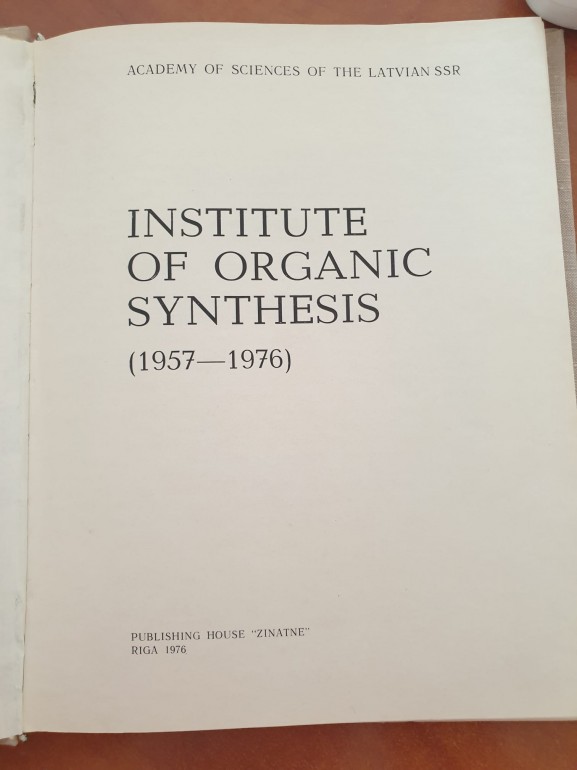 ACADEMY OF SCIENCES OF THE LATVIAN SSR
INSTITUTE
OF ORGANIC
SYNTHESIS
(1957—1976)
PUBLISHING HOUSE "ZINATNE"
RIGA 1976